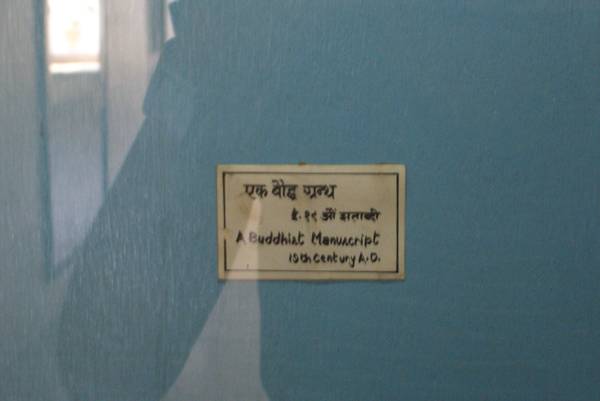 एक बौद्ध ग्रन्थ
ई. १९ औं शताब्दी
A Buddhist Manuscript
19th Century A.D.